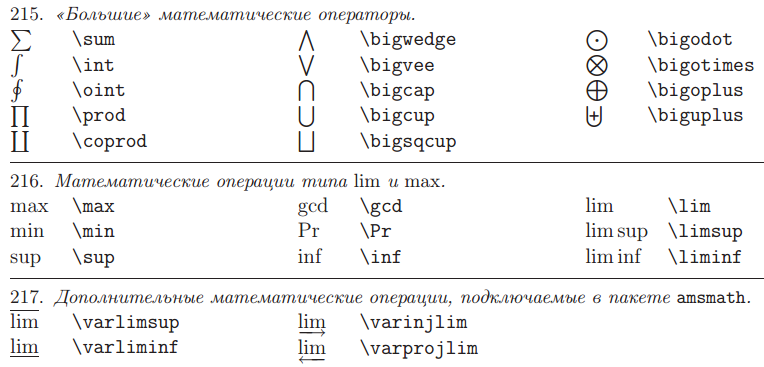 215. «Большие» математические операторы.
∑ \sum ⋀ \bigwedge ⨀ \bigodot
∫ \int ⋁ \bigvee ⨂ \bigotimes
∮ \oint ⋂ \bigcap ⨁ \bigoplus
∏ \prod ⋃ \bigcup ⨄ \biguplus
∐ \coprod ⨆ \bigsqcup
216. Математические операции типа lim и max.
max \max gcd \gcd lim \lim
min \min Pr \Pr lim sup \limsup
sup \sup inf \inf lim inf \liminf
217. Дополнительные математические операции, подключаемые в пакете amsmath.
l̅i̅m̅ \varlimsup lim→ \varinjlim
l̲i̲m̲ \varliminf lim← \varprojlim